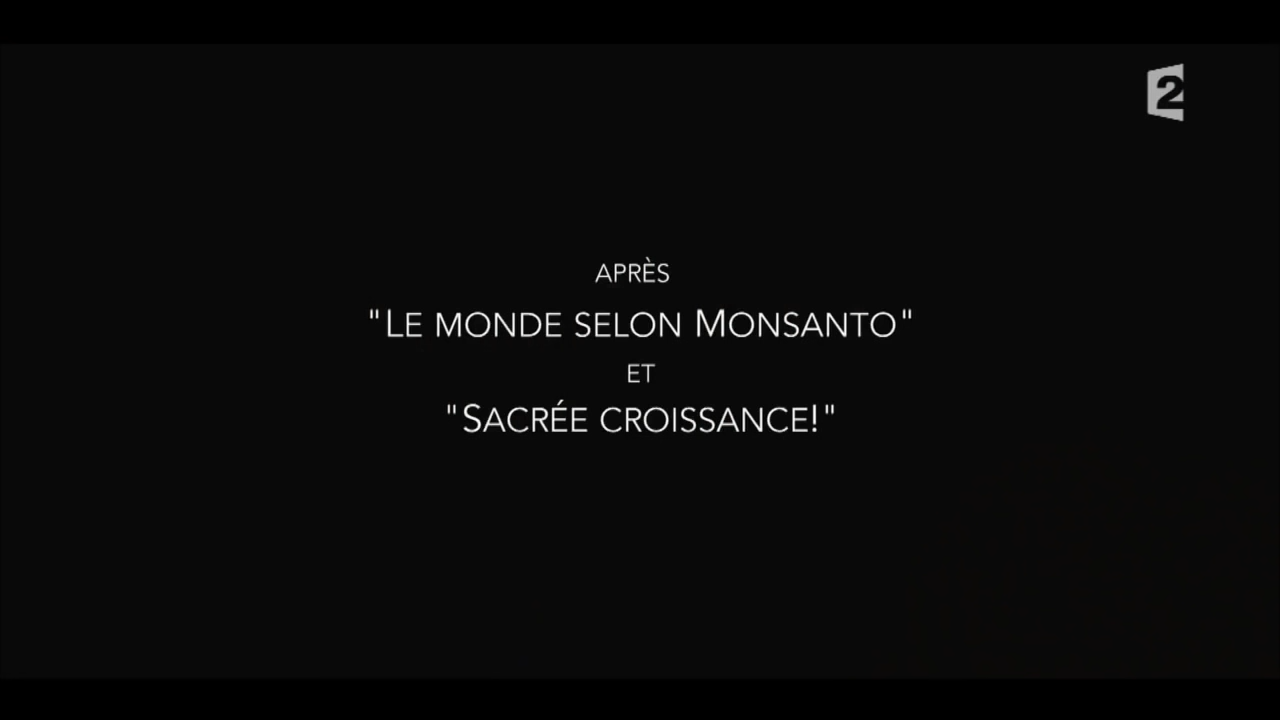 2
APRÈS
"LE MONDE SELON MONSANTO"
ET
"SACRÉE CROISSANCE!"